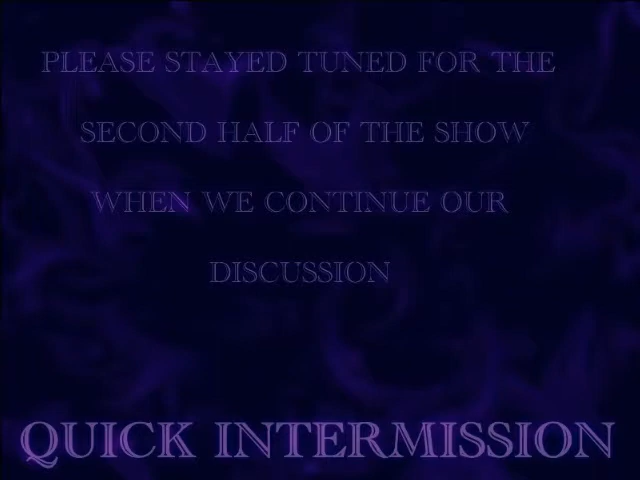 PLEASE STAYED TUNED FOR THE
SECOND HALF OF THE SHOW
WHEN WE CONTINUE OUR
DISCUSSION
QUICK INTERMISSION